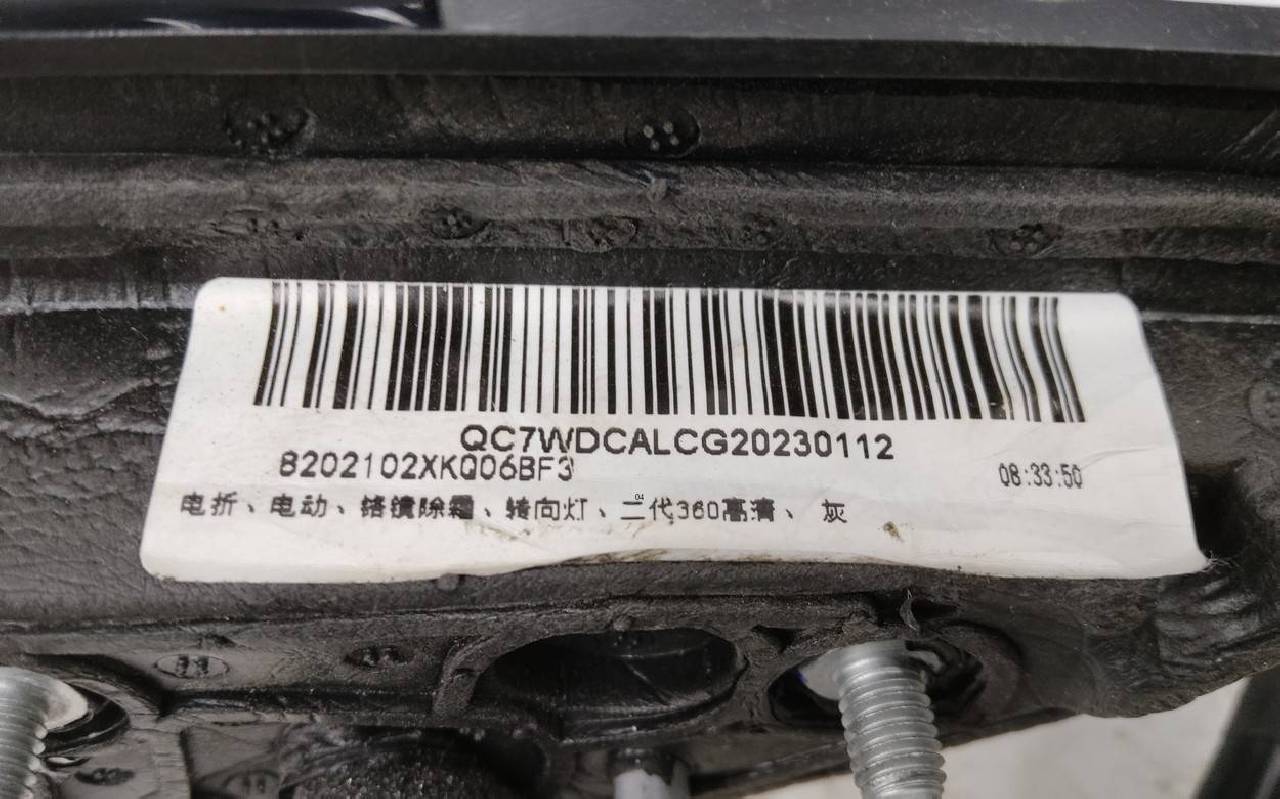 QC7WDCALCG20230112
8202102XKQ06BF3
08:33:50
电折、电动、铬镜除霜、转向灯、二代360高清、 灰